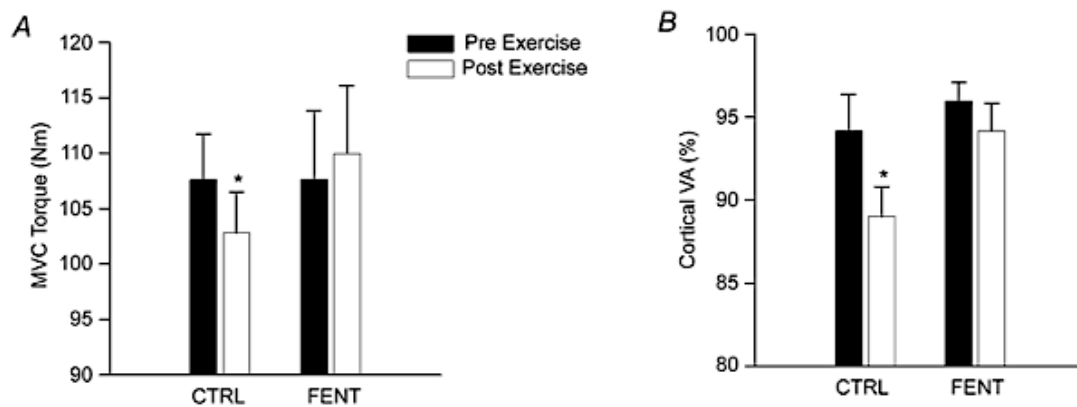 A
MVC Torque (Nm)
120
115
110
105
100
95
90
*
CTRL
FENT
Pre Exercise
Post Exercise
B
Cortical VA (%)
100
95
90
85
80
*
CTRL
FENT